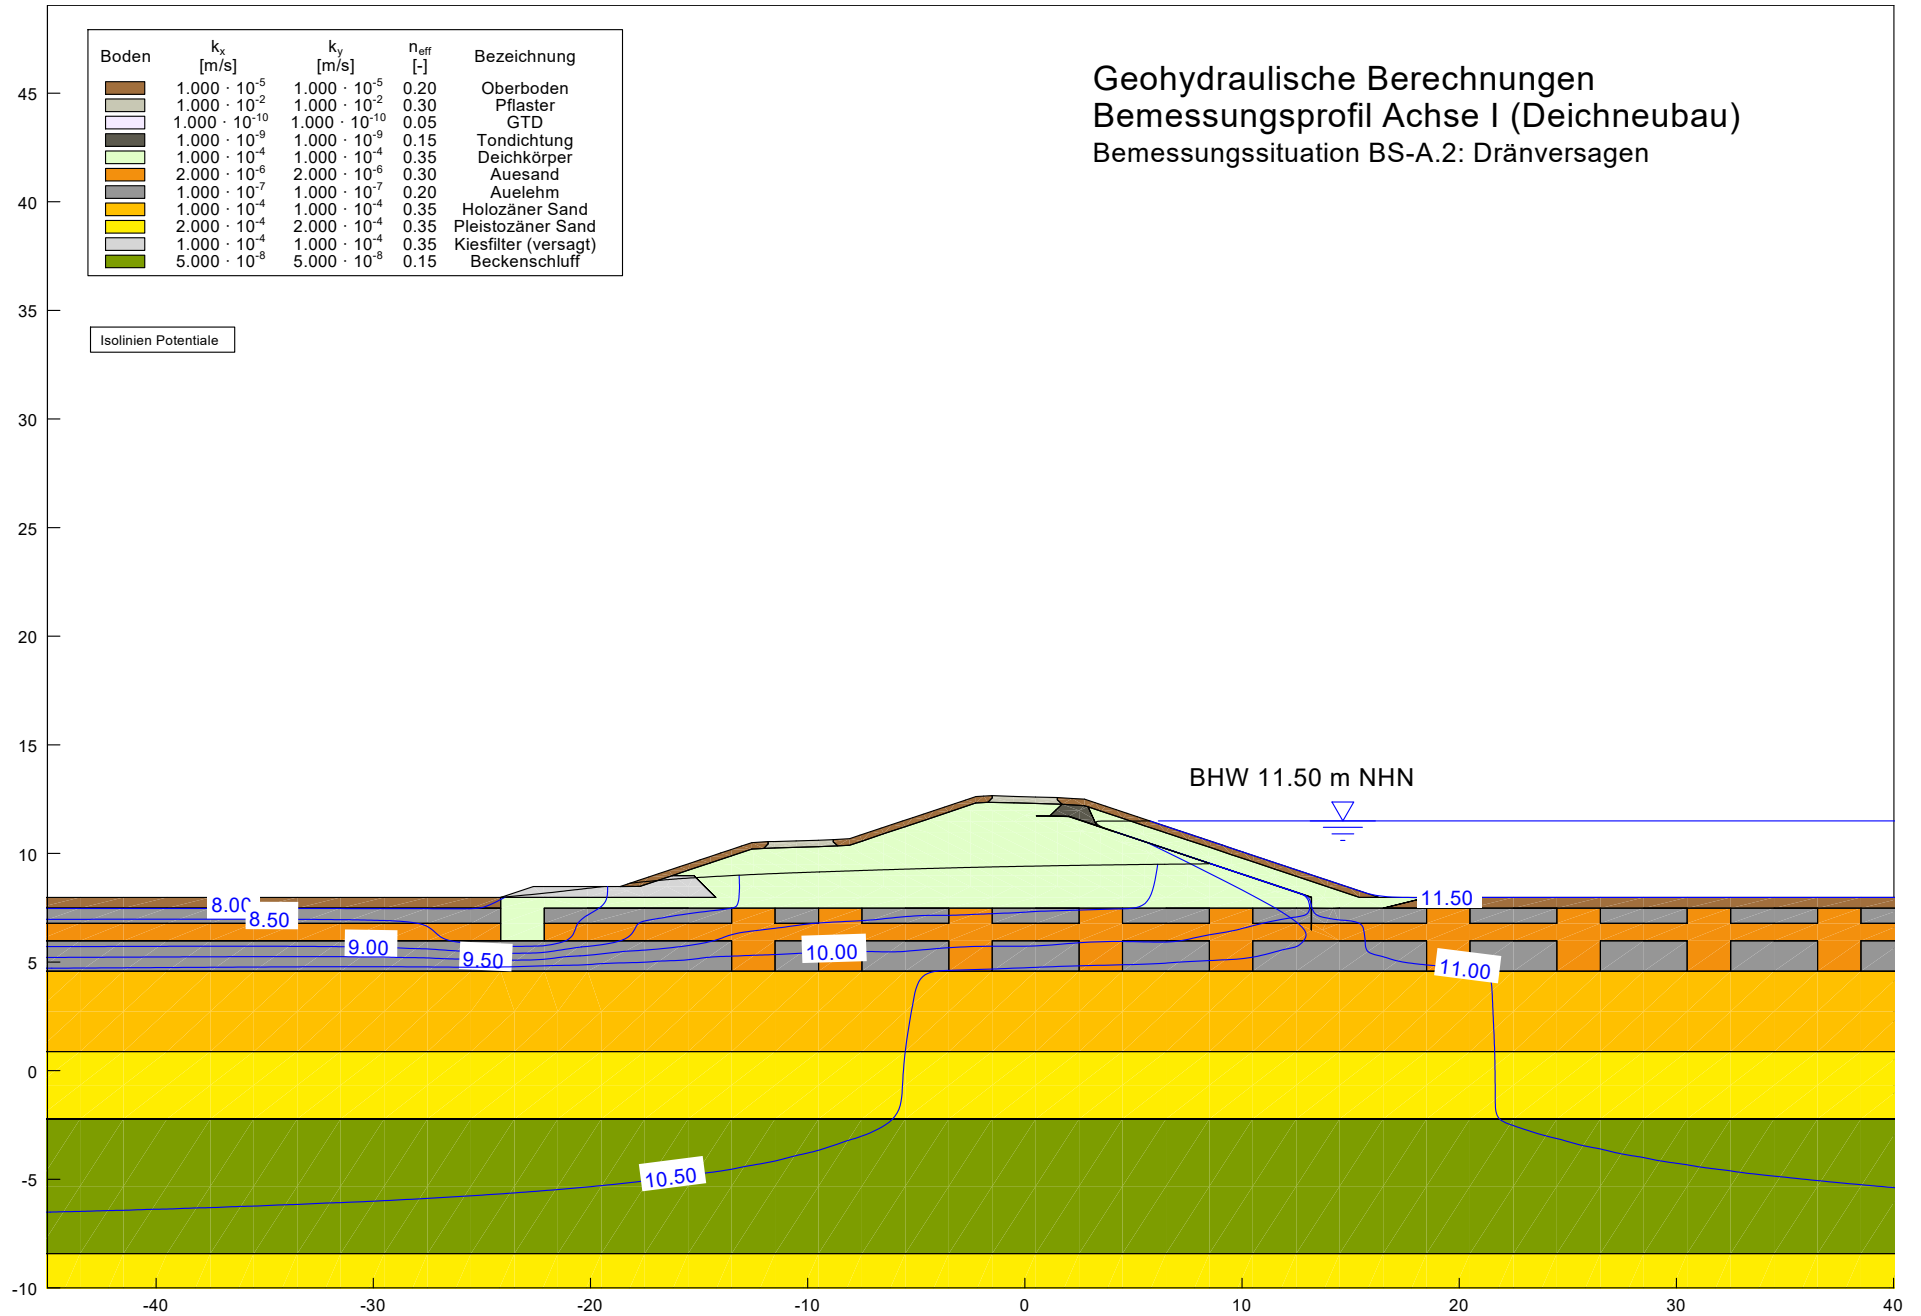 Geohydraulische Berechnungen
Bemessungsprofil Achse I (Deichneubau)
Bemessungssituation BS-A.2: Dränversagen
Boden kₓ [m/s] k_y [m/s] n_eff [-] Bezeichnung
1.000 · 10⁻⁵ 1.000 · 10⁻⁵ 0.20 Oberboden
1.000 · 10⁻² 1.000 · 10⁻² 0.30 Pflaster
1.000 · 10⁻¹⁰ 1.000 · 10⁻¹⁰ 0.05 GTD
1.000 · 10⁻⁹ 1.000 · 10⁻⁹ 0.15 Tondichtung
1.000 · 10⁻⁴ 1.000 · 10⁻⁴ 0.35 Deichkörper
2.000 · 10⁻⁶ 2.000 · 10⁻⁶ 0.30 Auesand
1.000 · 10⁻⁷ 1.000 · 10⁻⁷ 0.20 Auelehm
1.000 · 10⁻⁴ 1.000 · 10⁻⁴ 0.35 Holozäner Sand
2.000 · 10⁻⁴ 2.000 · 10⁻⁴ 0.35 Pleistozäner Sand
1.000 · 10⁻⁴ 1.000 · 10⁻⁴ 0.35 Kiesfilter (versagt)
5.000 · 10⁻⁸ 5.000 · 10⁻⁸ 0.15 Beckenschluff
Isolinien Potentiale
45
40
35
30
25
20
15
10
5
0
-5
-10
BHW 11.50 m NHN
8.00
8.50
9.00
9.50
10.00
11.50
11.00
10.50
-40 -30 -20 -10 0 10 20 30 40